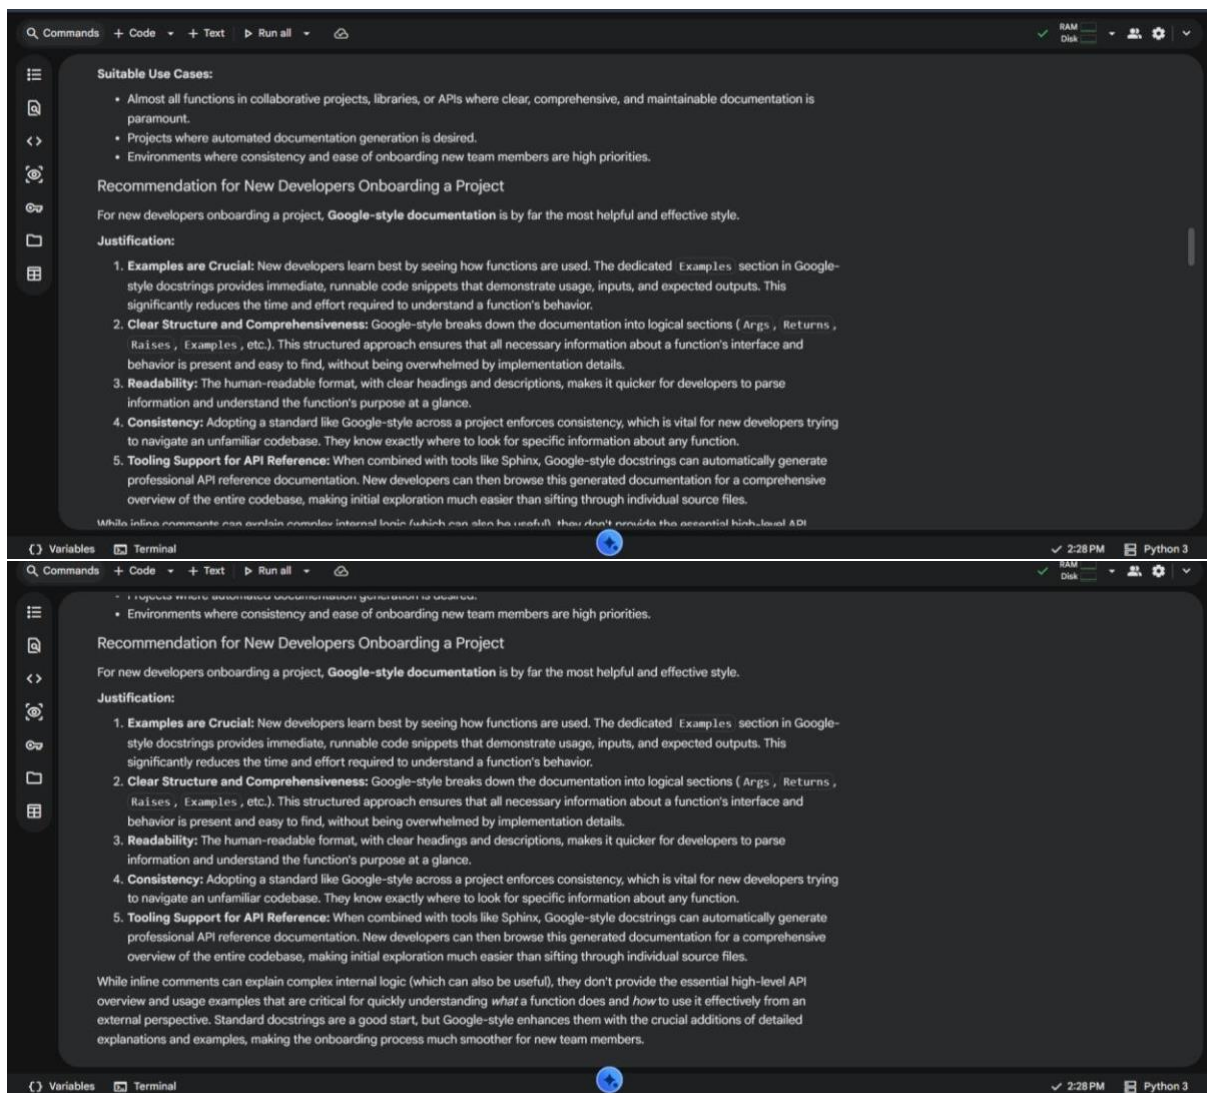 Commands + Code + Text Run all RAM Disk
Suitable Use Cases:
• Almost all functions in collaborative projects, libraries, or APIs where clear, comprehensive, and maintainable documentation is
paramount.
• Projects where automated documentation generation is desired.
• Environments where consistency and ease of onboarding new team members are high priorities.
Recommendation for New Developers Onboarding a Project
For new developers onboarding a project, Google-style documentation is by far the most helpful and effective style.
Justification:
1. Examples are Crucial: New developers learn best by seeing how functions are used. The dedicated Examples section in Google-
style docstrings provides immediate, runnable code snippets that demonstrate usage, inputs, and expected outputs. This
significantly reduces the time and effort required to understand a function's behavior.
2. Clear Structure and Comprehensiveness: Google-style breaks down the documentation into logical sections ( Args , Returns ,
Raises , Examples , etc.). This structured approach ensures that all necessary information about a function's interface and
behavior is present and easy to find, without being overwhelmed by implementation details.
3. Readability: The human-readable format, with clear headings and descriptions, makes it quicker for developers to parse
information and understand the function's purpose at a glance.
4. Consistency: Adopting a standard like Google-style across a project enforces consistency, which is vital for new developers trying
to navigate an unfamiliar codebase. They know exactly where to look for specific information about any function.
5. Tooling Support for API Reference: When combined with tools like Sphinx, Google-style docstrings can automatically generate
professional API reference documentation. New developers can then browse this generated documentation for a comprehensive
overview of the entire codebase, making initial exploration much easier than sifting through individual source files.
While inline comments can explain complex internal logic (which can also be useful), they don't provide the essential high-level API
{} Variables Terminal 2:28 PM Python 3
Commands + Code + Text Run all RAM Disk
• Projects where automated documentation generation is desired.
• Environments where consistency and ease of onboarding new team members are high priorities.
Recommendation for New Developers Onboarding a Project
For new developers onboarding a project, Google-style documentation is by far the most helpful and effective style.
Justification:
1. Examples are Crucial: New developers learn best by seeing how functions are used. The dedicated Examples section in Google-
style docstrings provides immediate, runnable code snippets that demonstrate usage, inputs, and expected outputs. This
significantly reduces the time and effort required to understand a function's behavior.
2. Clear Structure and Comprehensiveness: Google-style breaks down the documentation into logical sections ( Args , Returns ,
Raises , Examples , etc.). This structured approach ensures that all necessary information about a function's interface and
behavior is present and easy to find, without being overwhelmed by implementation details.
3. Readability: The human-readable format, with clear headings and descriptions, makes it quicker for developers to parse
information and understand the function's purpose at a glance.
4. Consistency: Adopting a standard like Google-style across a project enforces consistency, which is vital for new developers trying
to navigate an unfamiliar codebase. They know exactly where to look for specific information about any function.
5. Tooling Support for API Reference: When combined with tools like Sphinx, Google-style docstrings can automatically generate
professional API reference documentation. New developers can then browse this generated documentation for a comprehensive
overview of the entire codebase, making initial exploration much easier than sifting through individual source files.
While inline comments can explain complex internal logic (which can also be useful), they don't provide the essential high-level API
overview and usage examples that are critical for quickly understanding what a function does and how to use it effectively from an
external perspective. Standard docstrings are a good start, but Google-style enhances them with the crucial additions of detailed
explanations and examples, making the onboarding process much smoother for new team members.
{} Variables Terminal 2:28 PM Python 3